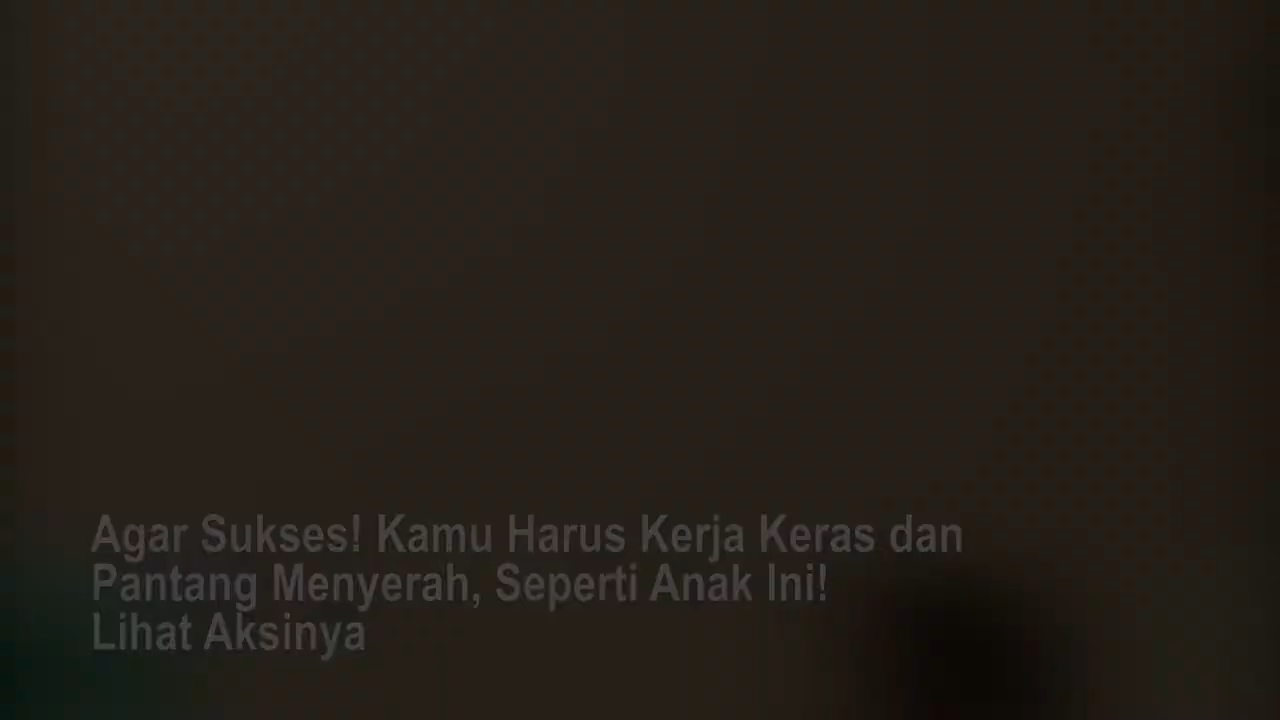 Agar Sukses! Kamu Harus Kerja Keras dan
Pantang Menyerah, Seperti Anak Ini!
Lihat Aksinya